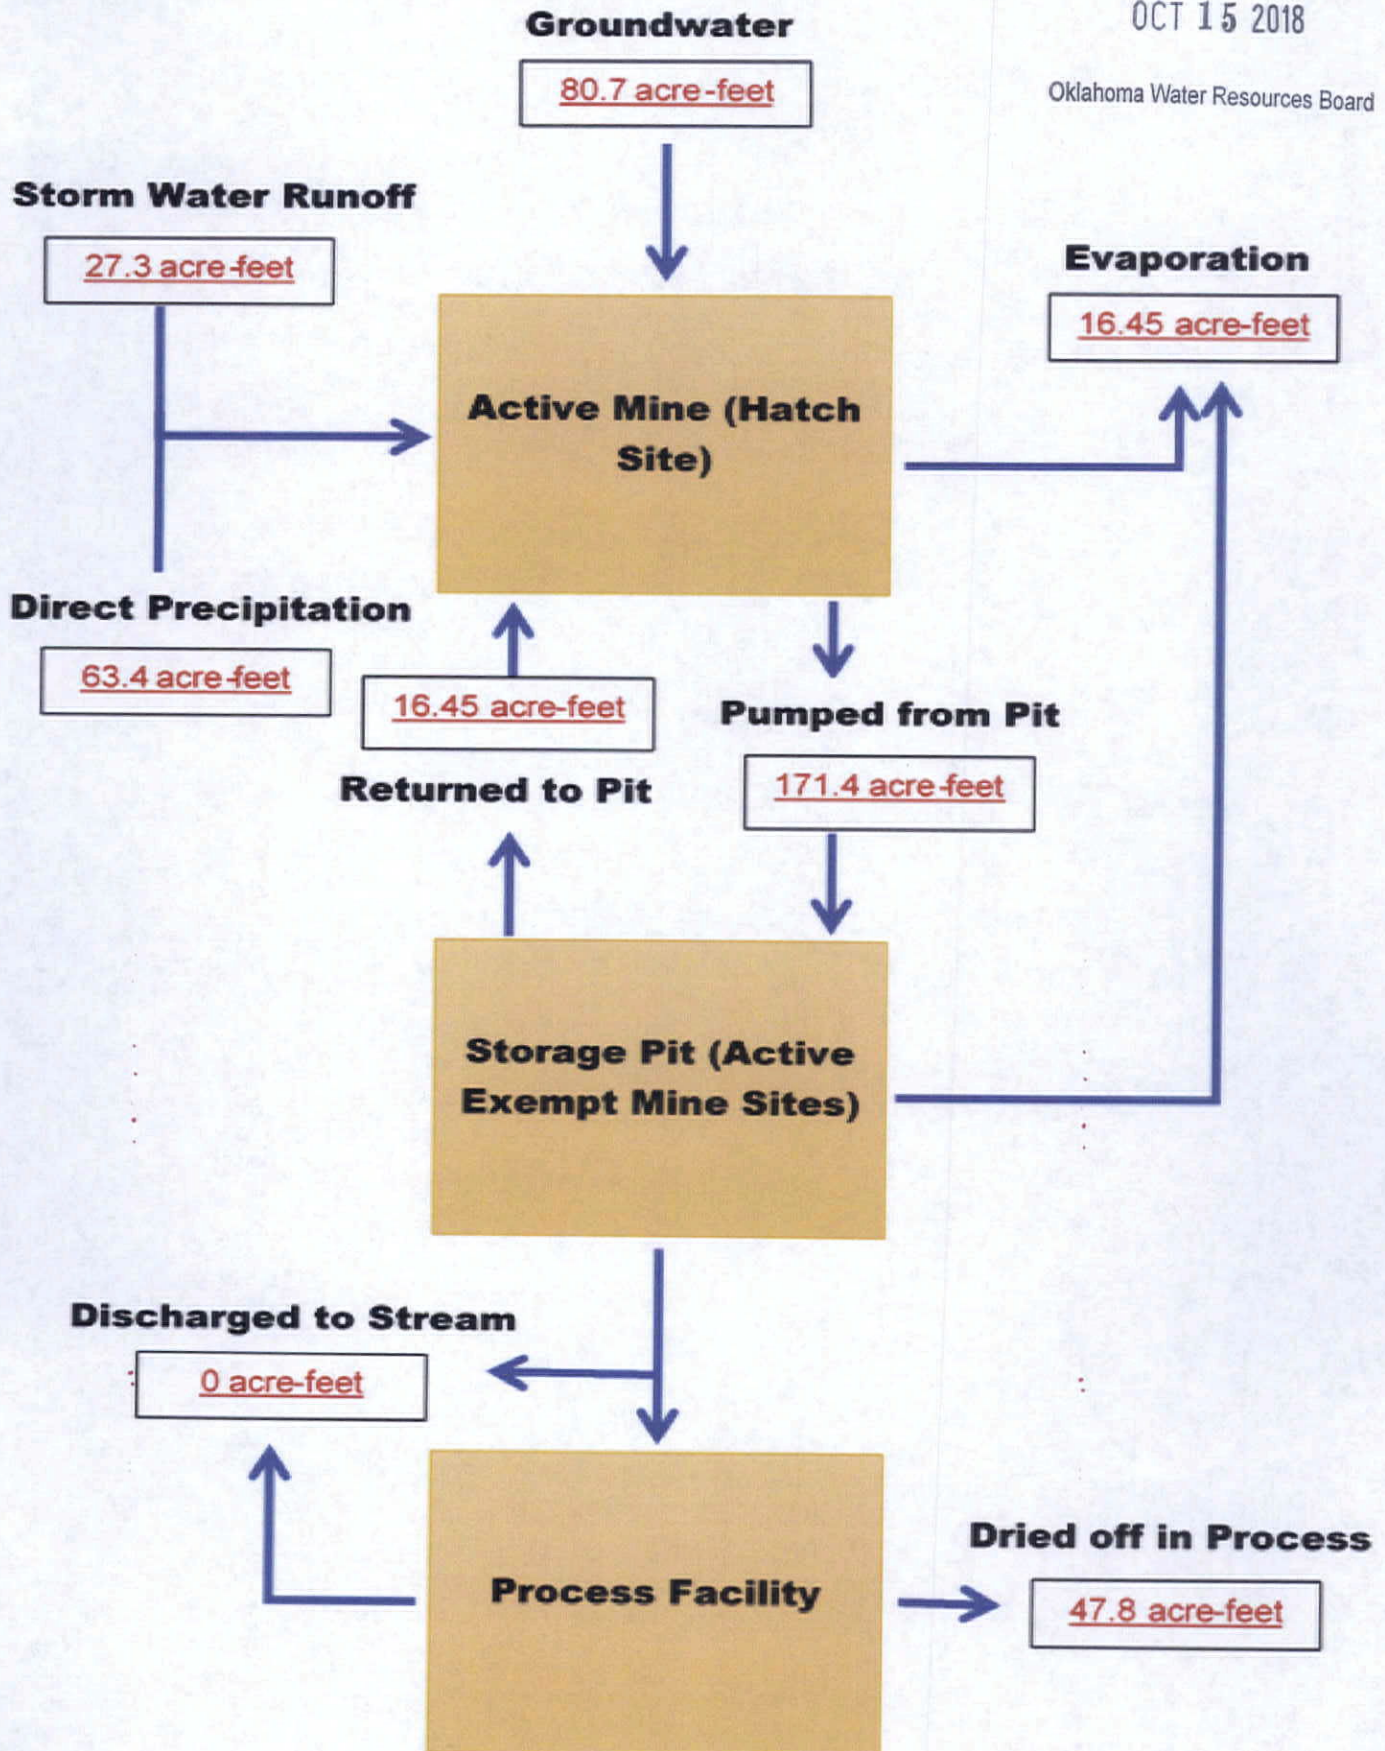 Groundwater
80.7 acre-feet
OCT 15 2018
Oklahoma Water Resources Board
Storm Water Runoff
27.3 acre-feet
Evaporation
16.45 acre-feet
Active Mine (Hatch
Site)
Direct Precipitation
63.4 acre-feet
16.45 acre-feet
Returned to Pit
Pumped from Pit
171.4 acre-feet
Storage Pit (Active
Exempt Mine Sites)
Discharged to Stream
0 acre-feet
Process Facility
Dried off in Process
47.8 acre-feet